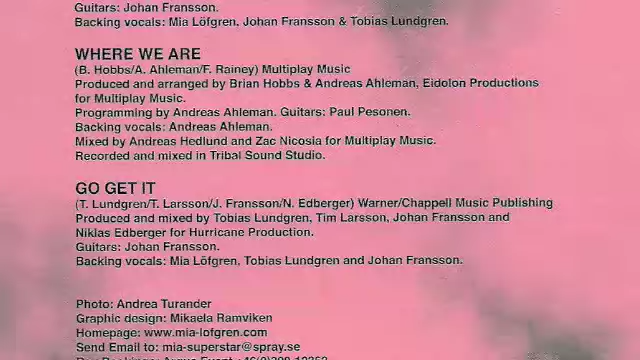 Guitars: Johan Fransson.
Backing vocals: Mia Löfgren, Johan Fransson & Tobias Lundgren.
WHERE WE ARE
(B. Hobbs/A. Ahleman/F. Rainey) Multiplay Music
Produced and arranged by Brian Hobbs & Andreas Ahleman, Eidolon Productions
for Multiplay Music.
Programming by Andreas Ahleman. Guitars: Paul Pesonen.
Backing vocals: Andreas Ahleman.
Mixed by Andreas Hedlund and Zac Nicosia for Multiplay Music.
Recorded and mixed in Tribal Sound Studio.
GO GET IT
(T. Lundgren/T. Larsson/J. Fransson/N. Edberger) Warner/Chappell Music Publishing
Produced and mixed by Tobias Lundgren, Tim Larsson, Johan Fransson and
Niklas Edberger for Hurricane Production.
Guitars: Johan Fransson.
Backing vocals: Mia Löfgren, Tobias Lundgren and Johan Fransson.
Photo: Andrea Turander
Graphic design: Mikaela Ramviken
Homepage: www.mia-lofgren.com
Send Email to: mia-superstar@spray.se